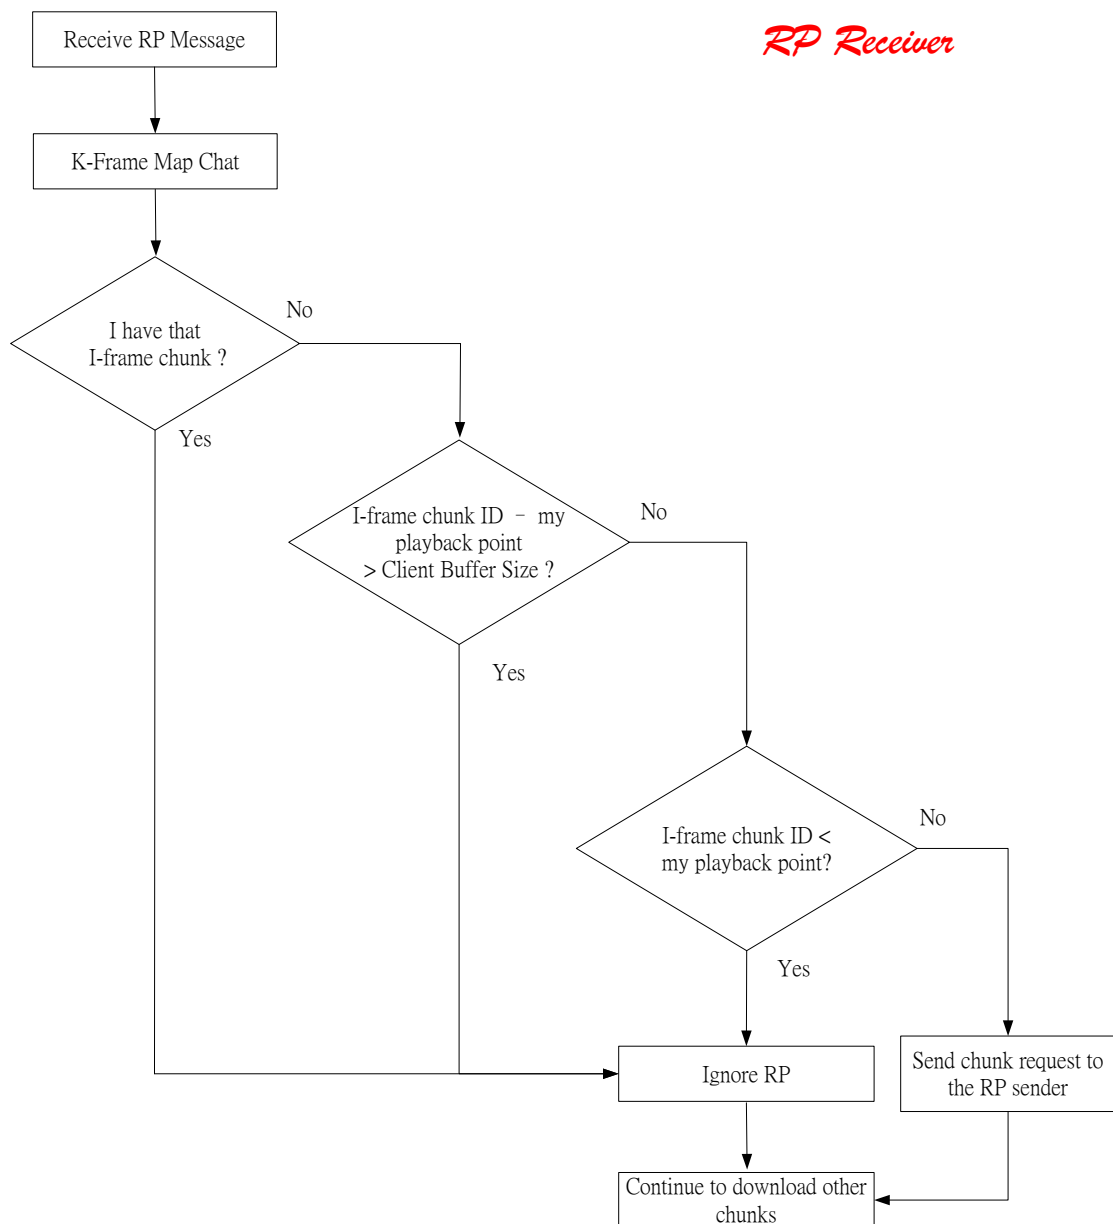 RP Receiver
Receive RP Message
K-Frame Map Chat
I have that
I-frame chunk ?
No
Yes
I-frame chunk ID － my
playback point
> Client Buffer Size ?
No
Yes
I-frame chunk ID <
my playback point?
No
Yes
Ignore RP
Send chunk request to
the RP sender
Continue to download other
chunks